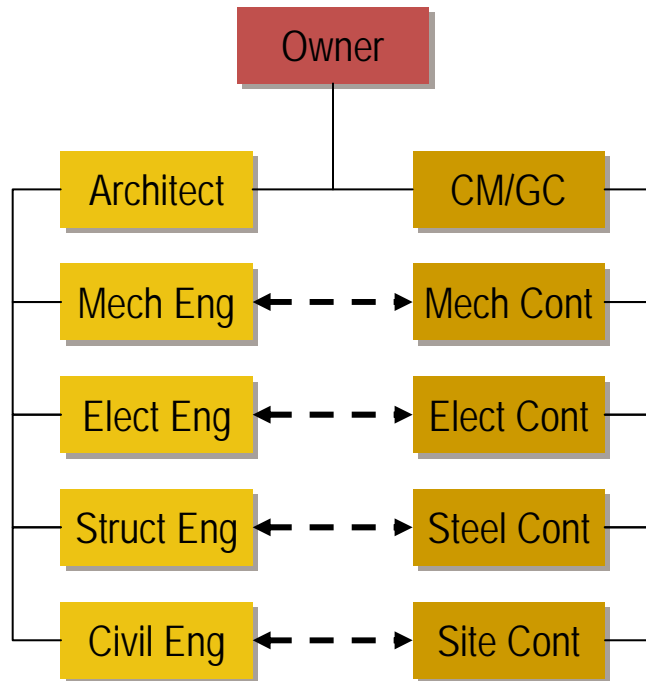 Owner
Architect
CM/GC
Mech Eng
Mech Cont
Elect Eng
Elect Cont
Struct Eng
Steel Cont
Civil Eng
Site Cont